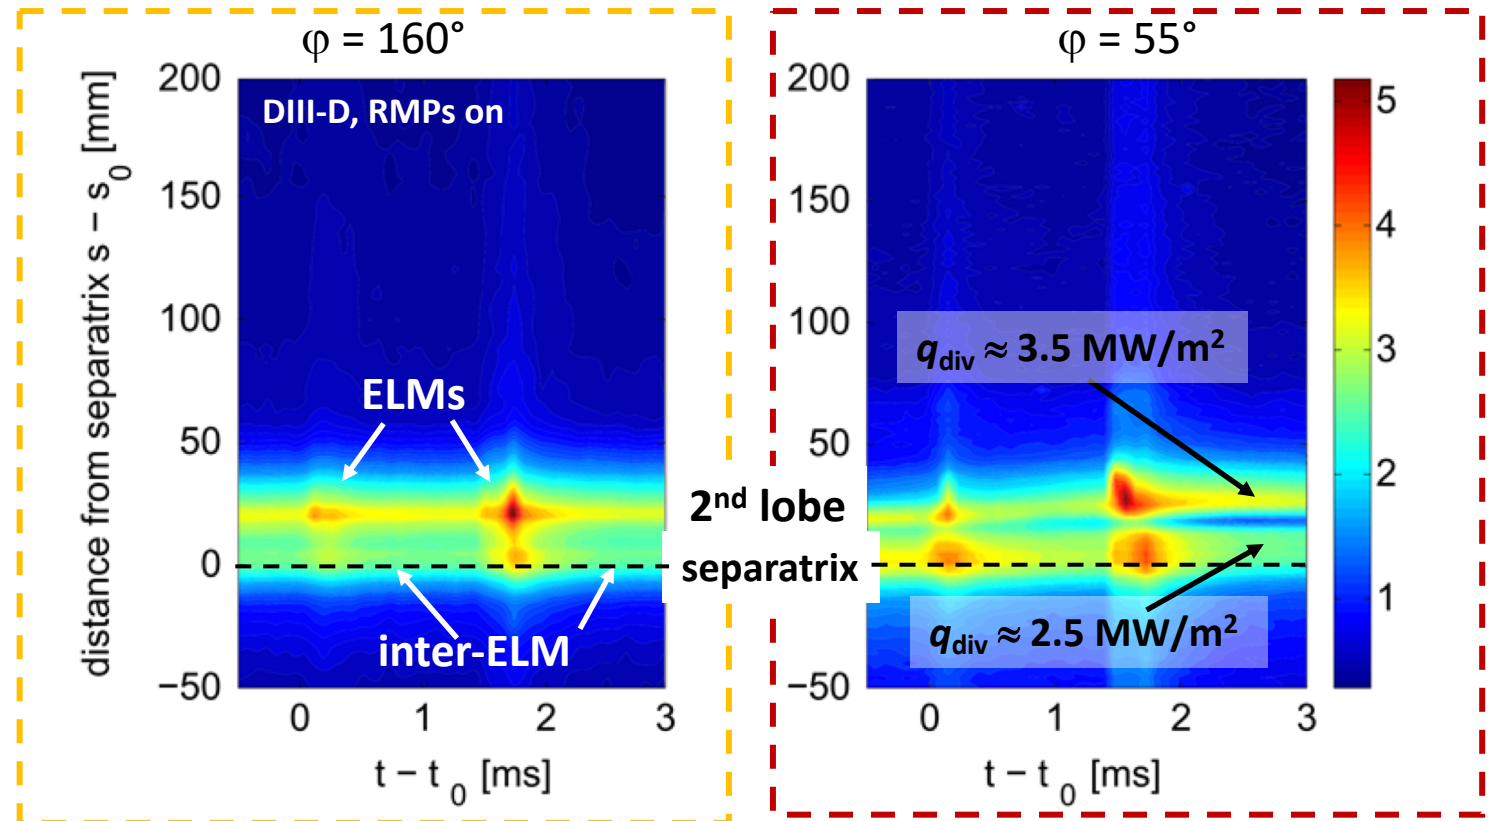 φ = 160°
DIII-D, RMPs on
distance from separatrix s − s0 [mm]
200
150
100
50
0
−50
ELMs
inter-ELM
0 1 2 3
t − t0 [ms]
2nd lobe
separatrix
φ = 55°
200
150
100
50
0
−50
qdiv ≈ 3.5 MW/m²
qdiv ≈ 2.5 MW/m²
0 1 2 3
t − t0 [ms]
5
4
3
2
1